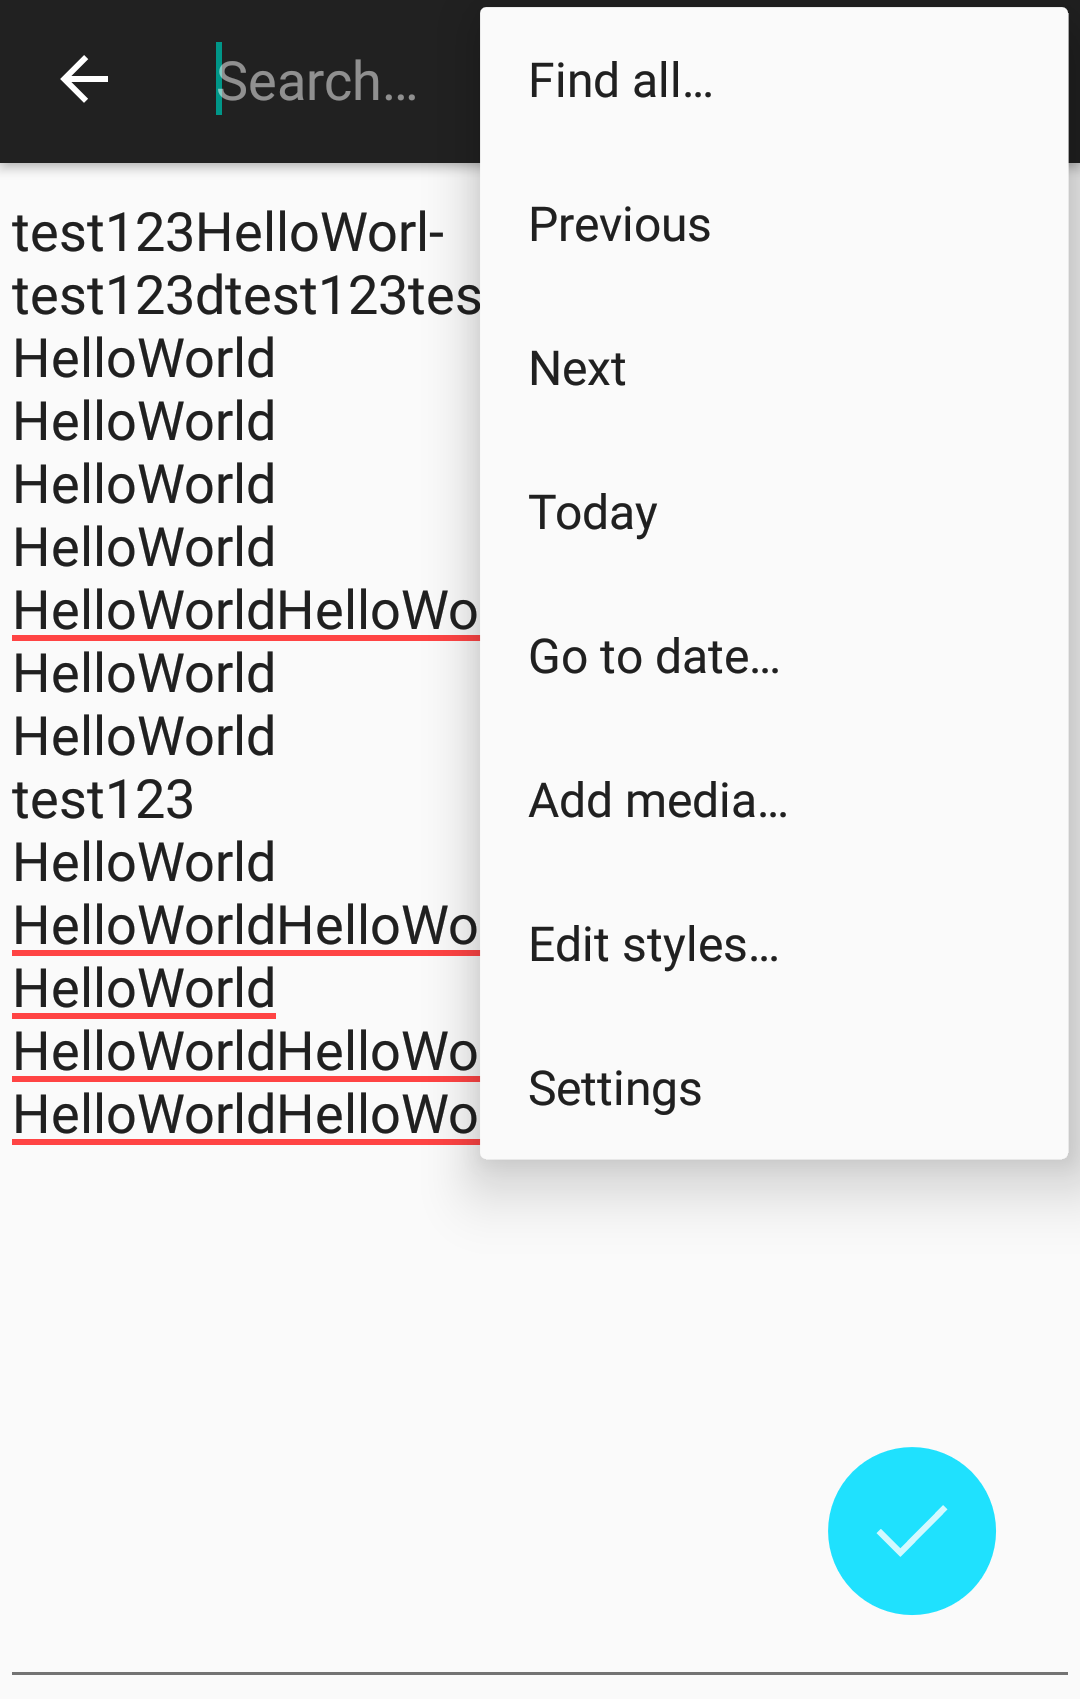 Search…
Find all…
Previous
Next
Today
Go to date…
Add media…
Edit styles…
Settings
test123HelloWorl-
test123dtest123tes
HelloWorld
HelloWorld
HelloWorld
HelloWorld
HelloWorldHelloWo
HelloWorld
HelloWorld
test123
HelloWorld
HelloWorldHelloWo
HelloWorld
HelloWorldHelloWo
HelloWorldHelloWo